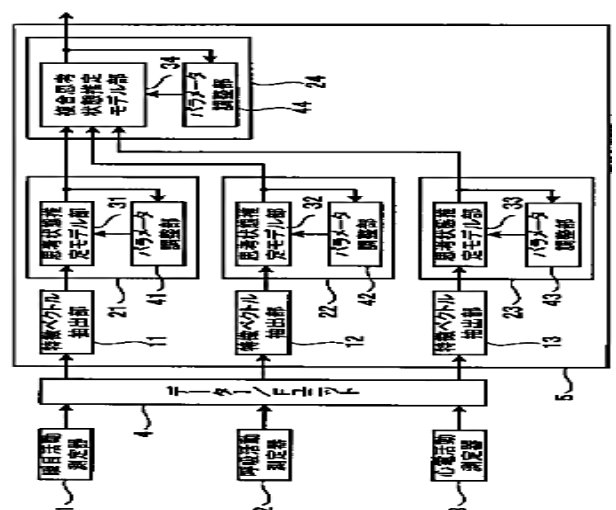 測定器
1
呼吸活動
測定器
2
心電活動
測定器
4
特徴ベクトル
抽出部
11
特徴ベクトル
抽出部
12
特徴ベクトル
抽出部
13
思考状態推
定モデル部
31
パラメータ
調整部
41
21
思考状態推
定モデル部
32
パラメータ
調整部
42
22
思考状態推
定モデル部
33
パラメータ
調整部
43
23
複合思考
状態推定
モデル部
34
パラメータ
調整部
44
24
5